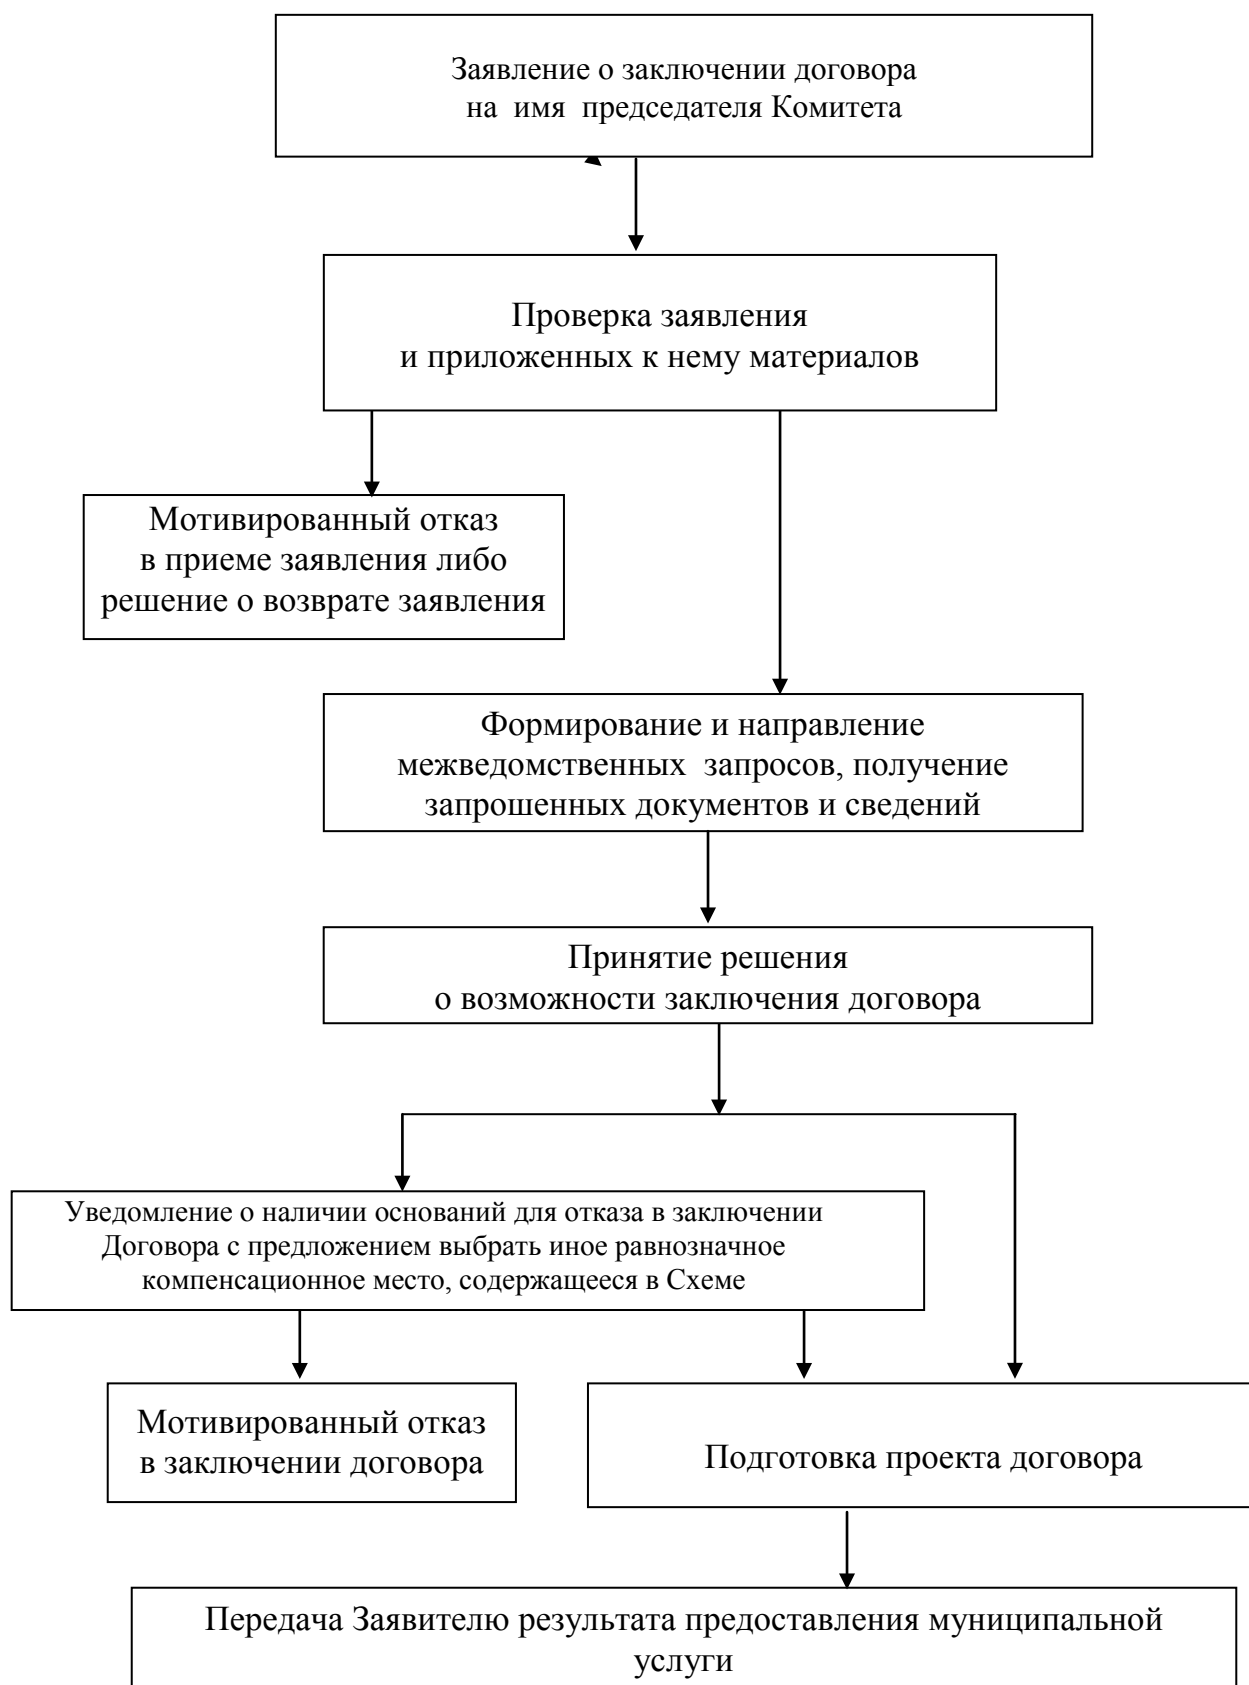 Заявление о заключении договора
на имя председателя Комитета
Проверка заявления
и приложенных к нему материалов
Мотивированный отказ
в приеме заявления либо
решение о возврате заявления
Формирование и направление
межведомственных запросов, получение
запрошенных документов и сведений
Принятие решения
о возможности заключения договора
Уведомление о наличии оснований для отказа в заключении
Договора с предложением выбрать иное равнозначное
компенсационное место, содержащееся в Схеме
Мотивированный отказ
в заключении договора
Подготовка проекта договора
Передача Заявителю результата предоставления муниципальной
услуги